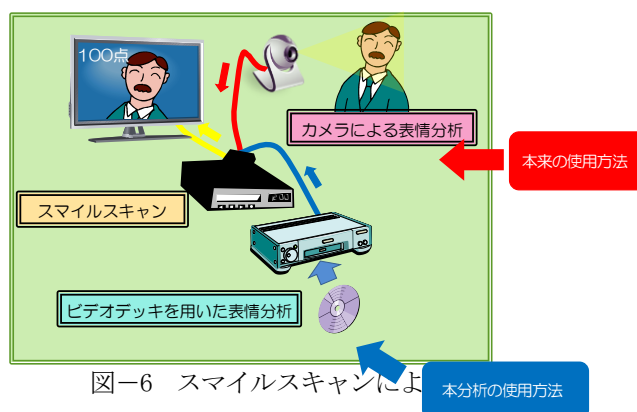 100点
カメラによる表情分析
本来の使用方法
スマイルスキャン
ビデオデッキを用いた表情分析
図－6　スマイルスキャンによ
本分析の使用方法